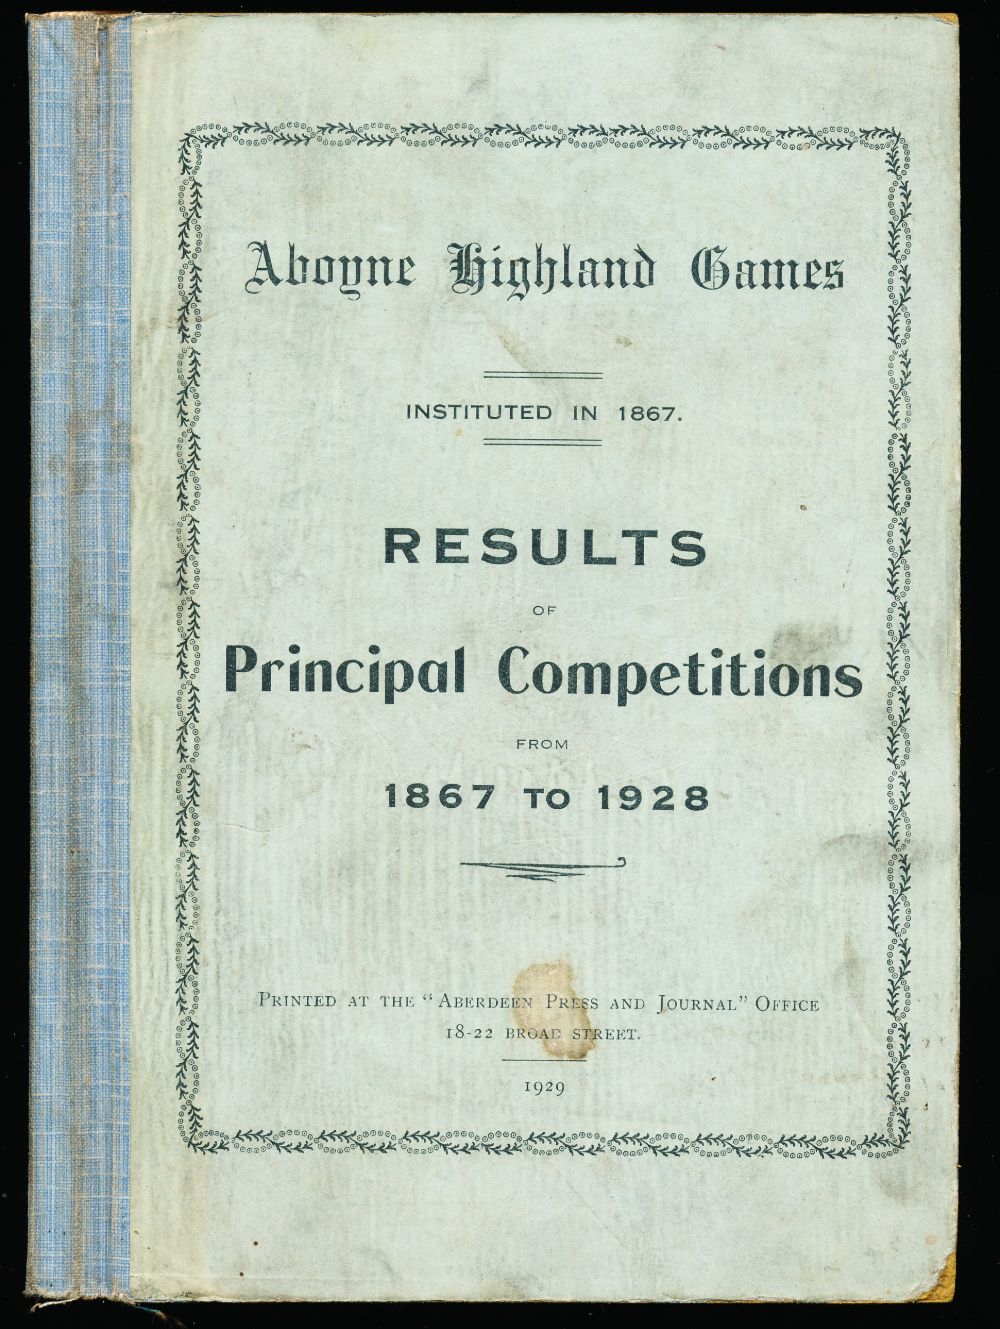 Aboyne Highland Games
INSTITUTED IN 1867.
RESULTS
OF
Principal Competitions
FROM
1867 TO 1928
PRINTED AT THE "ABERDEEN PRESS AND JOURNAL" OFFICE
18-22 BROAD STREET.
1929